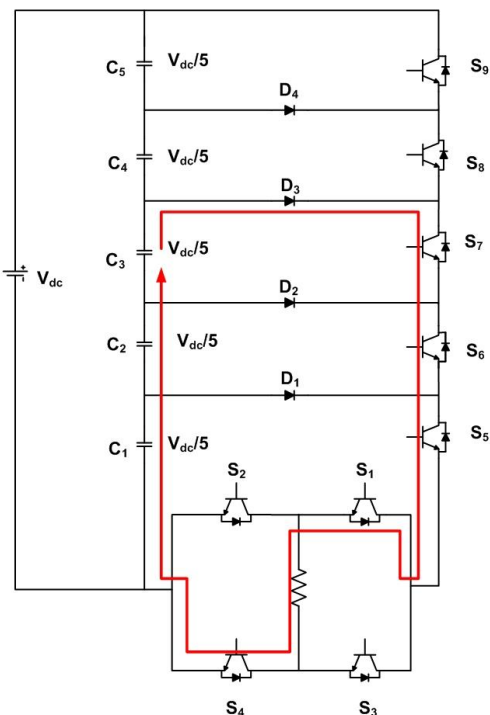 S9
C5
Vdc/5
D4
C4
Vdc/5
S8
D3
C3
Vdc/5
S7
Vdc
D2
C2
Vdc/5
S6
D1
C1
Vdc/5
S5
S2
S1
S4
S3